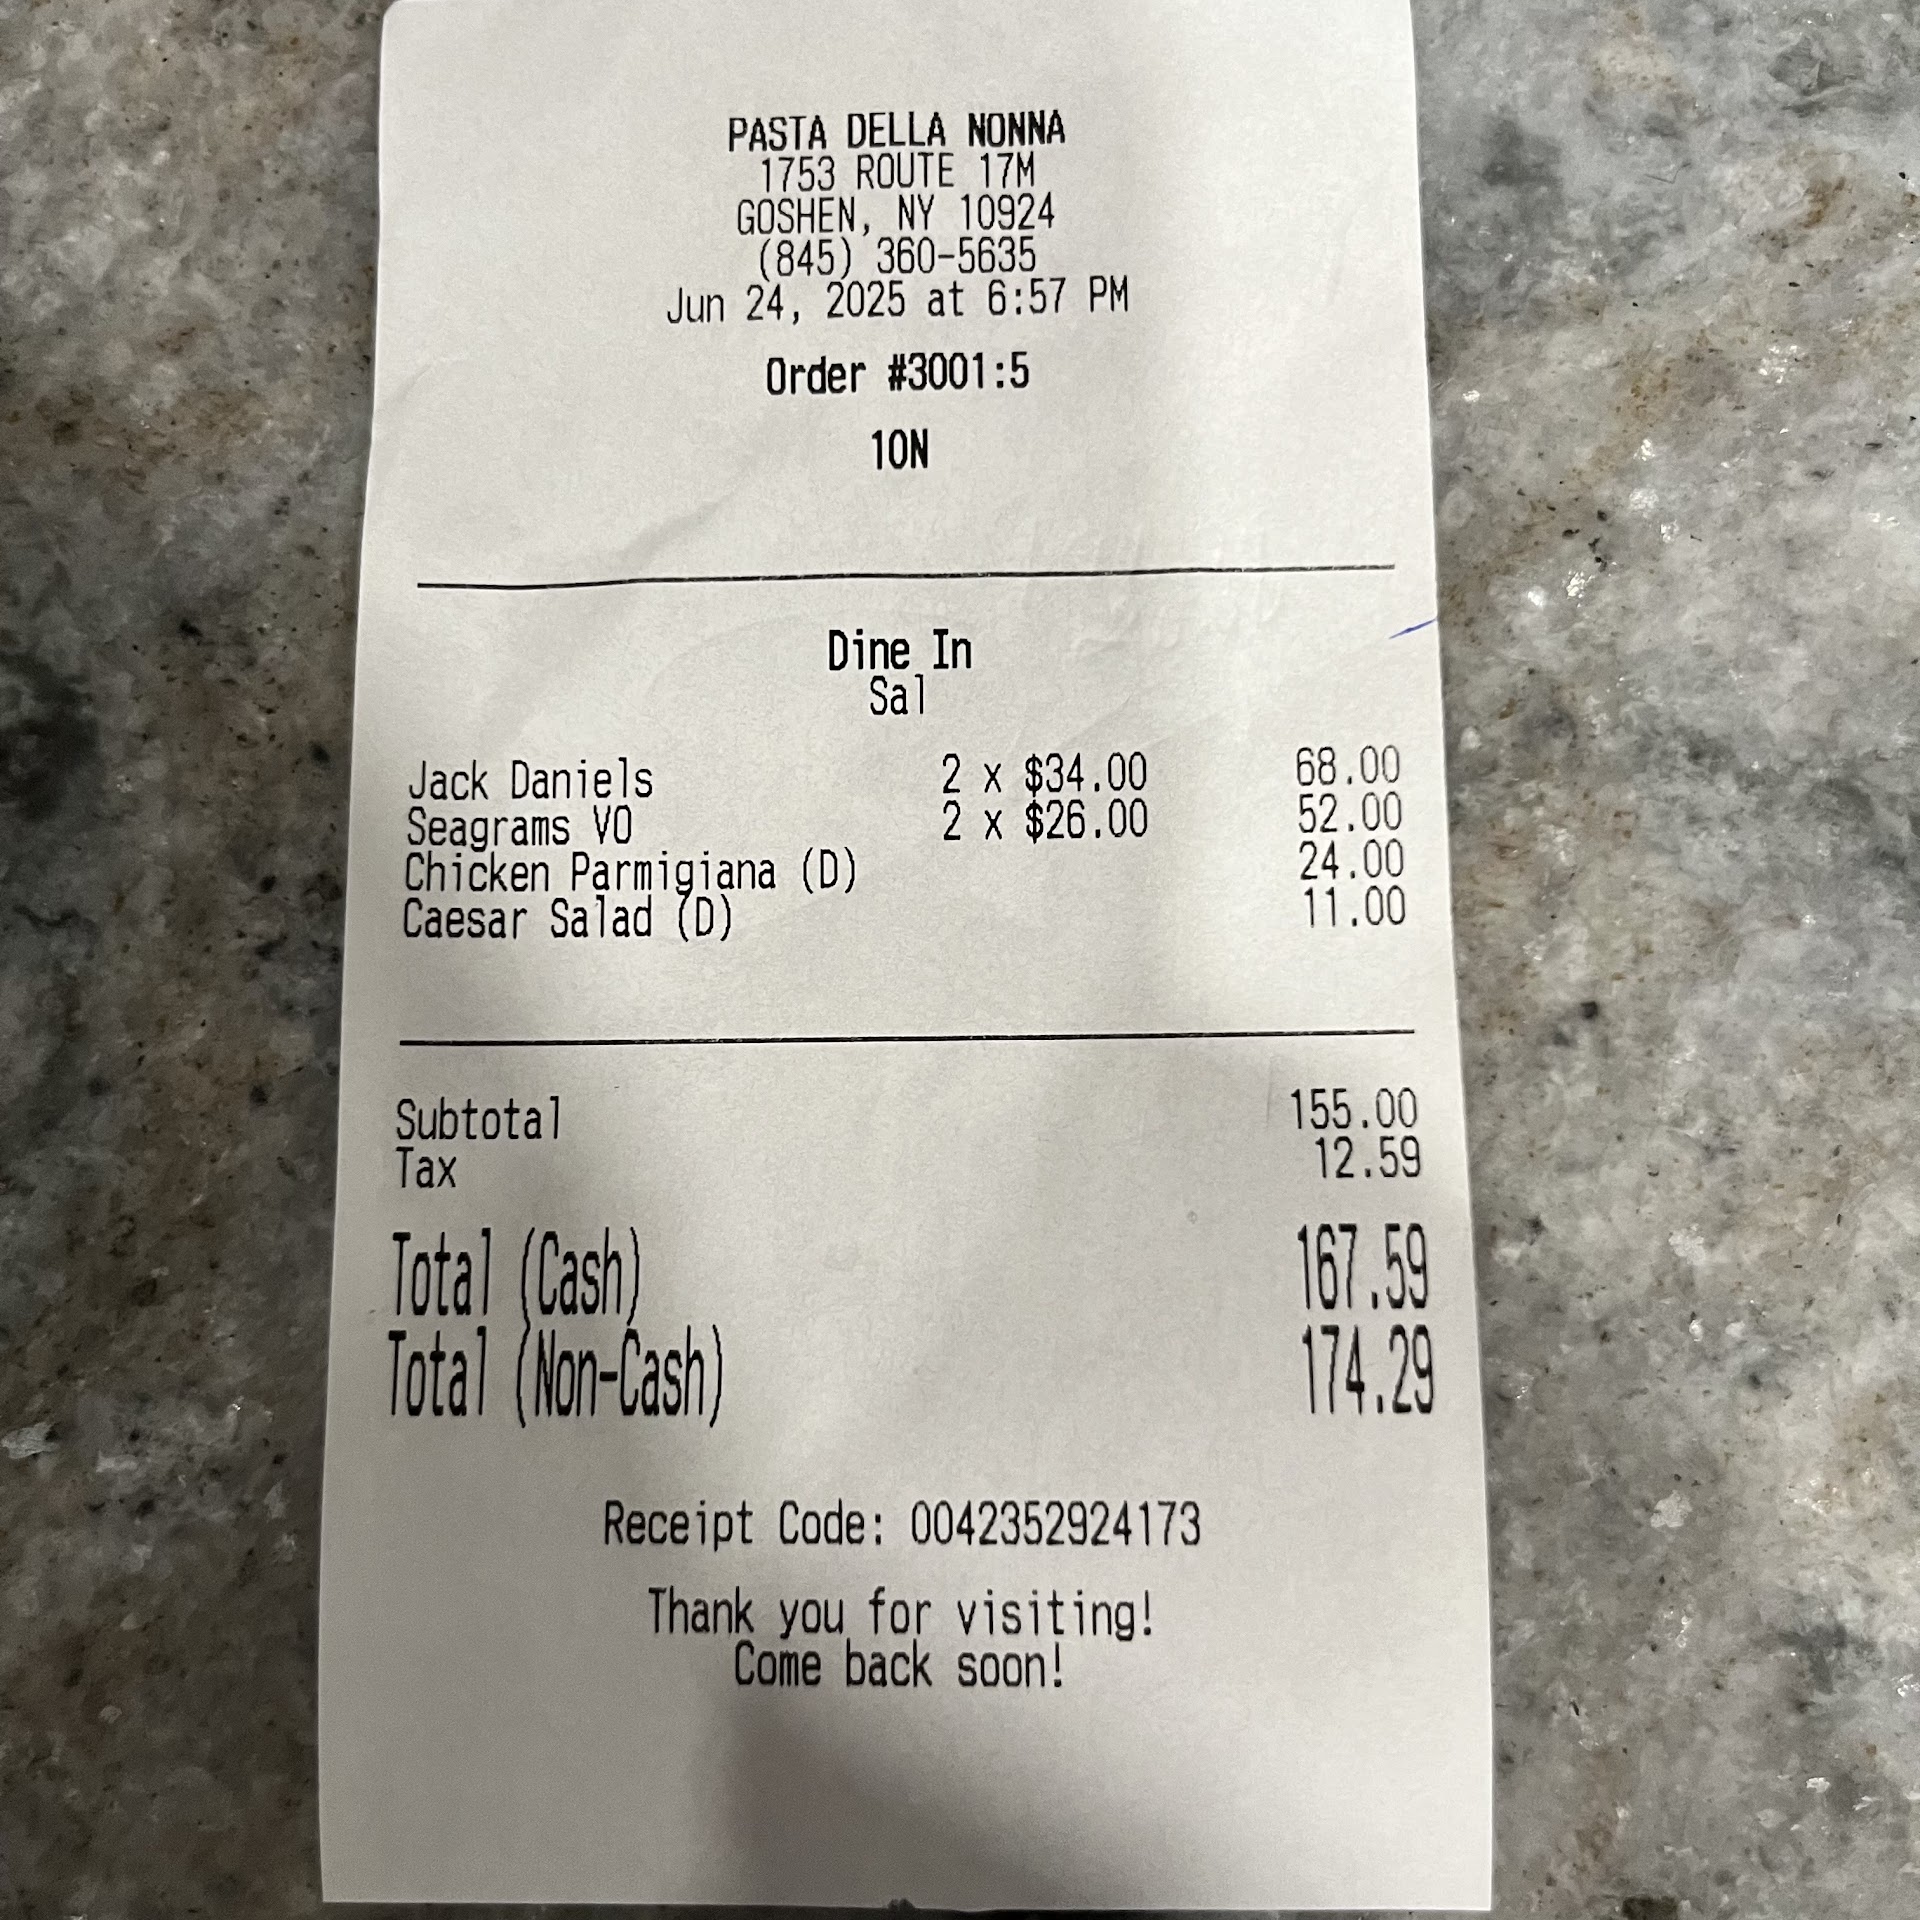 PASTA DELLA NONNA
1753 ROUTE 17M
GOSHEN, NY 10924
(845) 360-5635
Jun 24, 2025 at 6:57 PM
Order #3001:5
10N
Dine In
Sal
Jack Daniels 2 x $34.00 68.00
Seagrams VO 2 x $26.00 52.00
Chicken Parmigiana (D) 24.00
Caesar Salad (D) 11.00
Subtotal 155.00
Tax 12.59
Total (Cash) 167.59
Total (Non-Cash) 174.29
Receipt Code: 0042352924173
Thank you for visiting!
Come back soon!